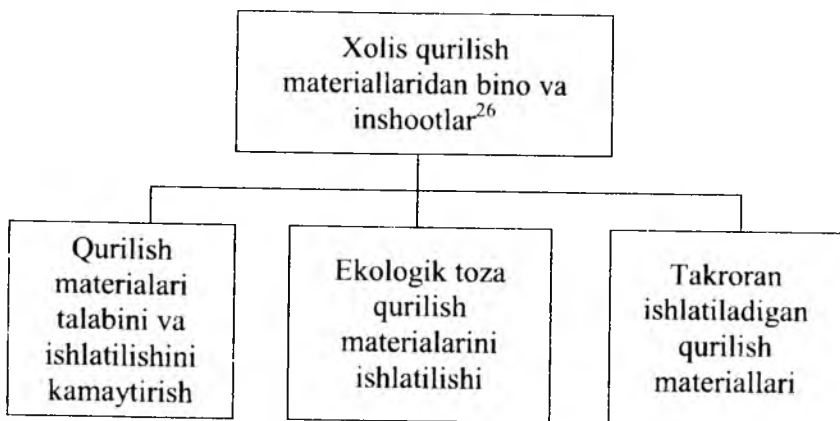 Xolis qurilish
materiallaridan bino va
inshootlar26
Qurilish
materialari
talabini va
ishlatilishini
kamaytirish
Ekologik toza
qurilish
materialarini
ishlatilishi
Takroran
ishlatiladigan
qurilish
materiallari